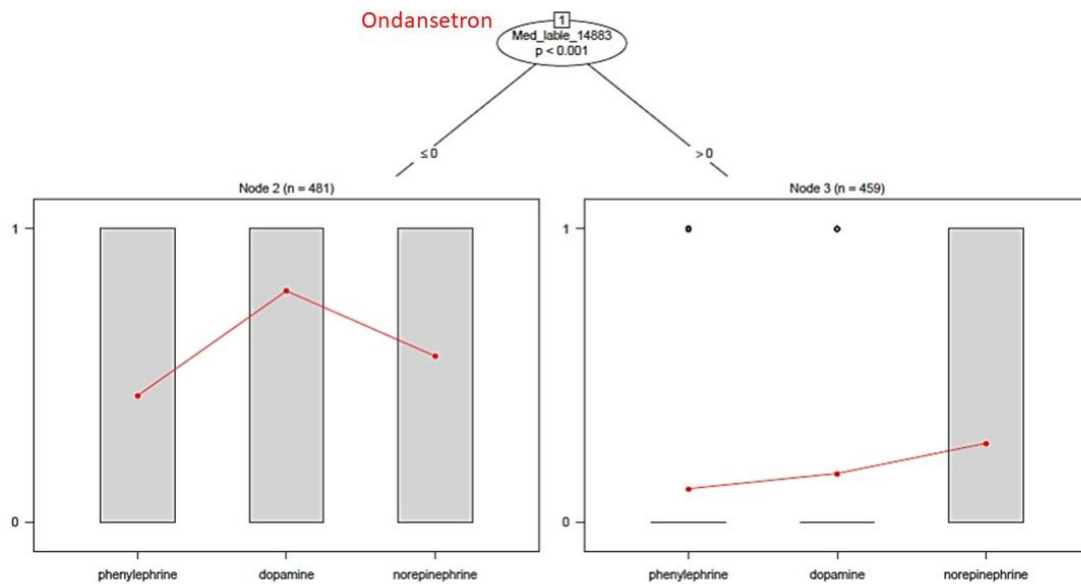 Ondansetron
1
Med_lable_14883
p < 0.001
≤ 0
> 0
Node 2 (n = 481)
Node 3 (n = 459)
1
0
phenylephrine
dopamine
norepinephrine
1
0
phenylephrine
dopamine
norepinephrine